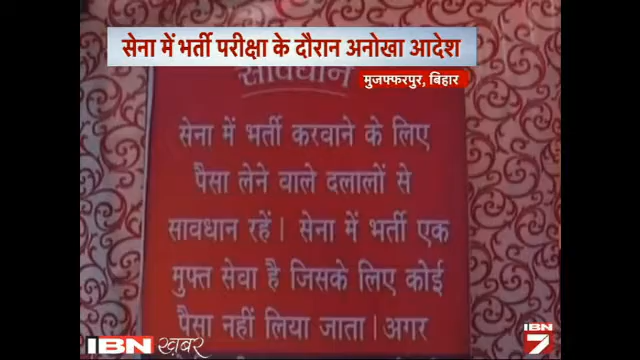 सेना में भर्ती परीक्षा के दौरान अनोखा आदेश
मुजफ्फरपुर, बिहार
सावधान
सेना में भर्ती करवाने के लिए
पैसा लेने वाले दलालों से
सावधान रहें। सेना में भर्ती एक
मुफ्त सेवा है जिसके लिए कोई
पैसा नहीं लिया जाता। अगर
IBN ख़बर
IBN
7